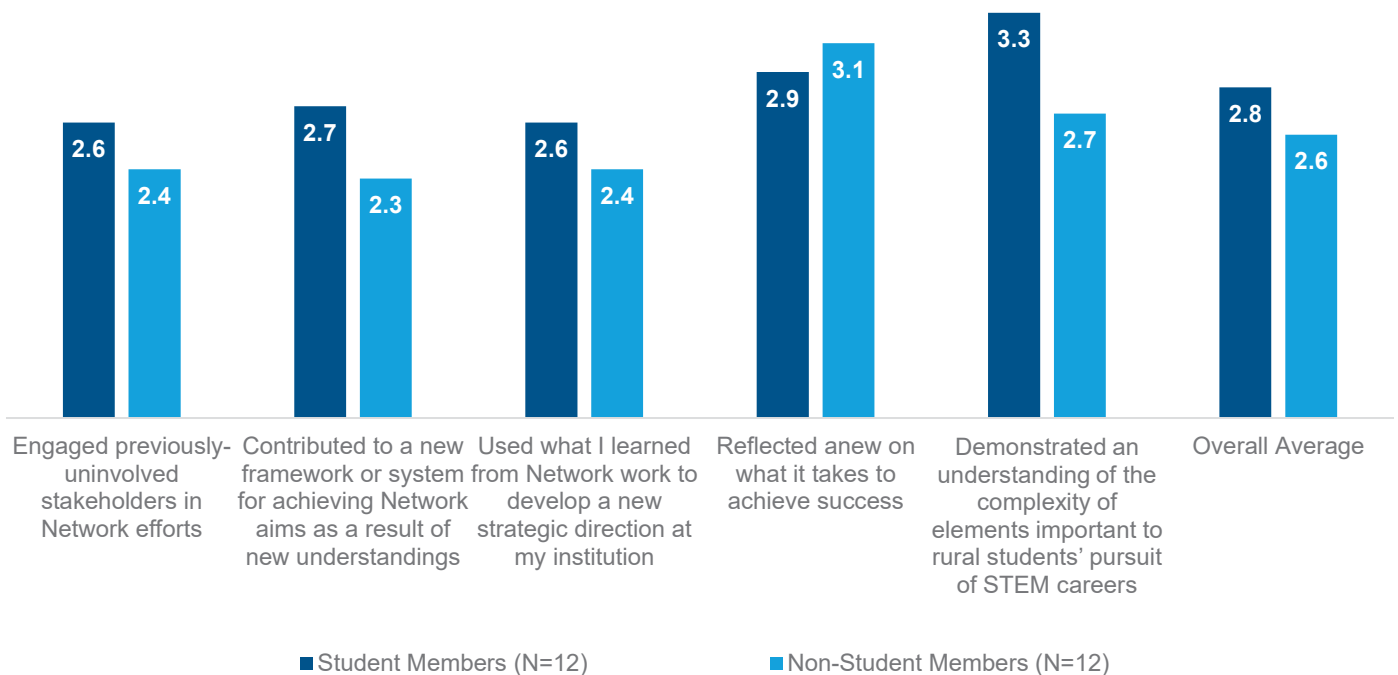 3.3
3.1
2.9
2.8
2.7
2.7
2.6
2.6
2.6
2.4
2.4
2.3
Engaged previously-
uninvolved
stakeholders in
Network efforts
Contributed to a new
framework or system
for achieving Network
aims as a result of
new understandings
Used what I learned
from Network work to
develop a new
strategic direction at
my institution
Reflected anew on
what it takes to
achieve success
Demonstrated an
understanding of the
complexity of
elements important to
rural students’ pursuit
of STEM careers
Overall Average
Student Members (N=12)
Non-Student Members (N=12)